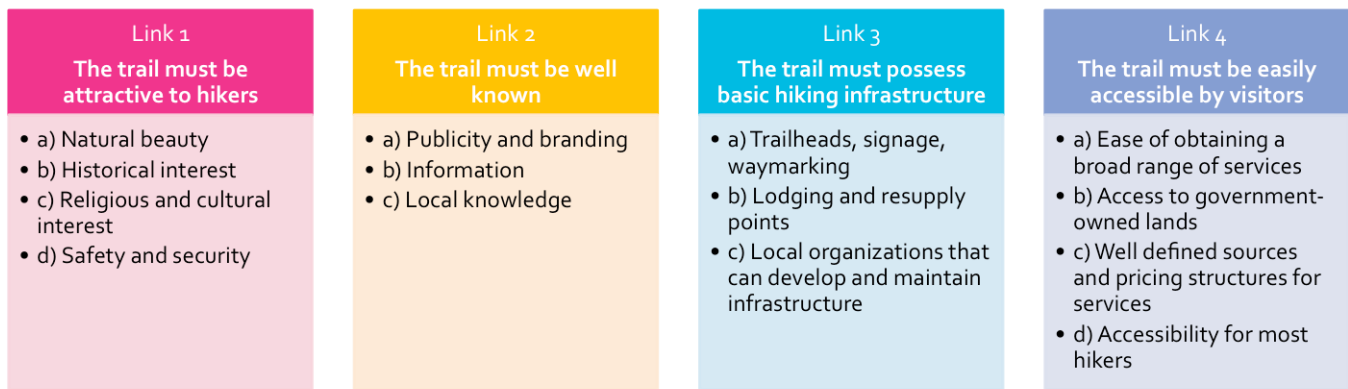 Link 1
The trail must be
attractive to hikers
• a) Natural beauty
• b) Historical interest
• c) Religious and cultural
interest
• d) Safety and security
Link 2
The trail must be well
known
• a) Publicity and branding
• b) Information
• c) Local knowledge
Link 3
The trail must possess
basic hiking infrastructure
• a) Trailheads, signage,
waymarking
• b) Lodging and resupply
points
• c) Local organizations that
can develop and maintain
infrastructure
Link 4
The trail must be easily
accessible by visitors
• a) Ease of obtaining a
broad range of services
• b) Access to government-
owned lands
• c) Well defined sources
and pricing structures for
services
• d) Accessibility for most
hikers